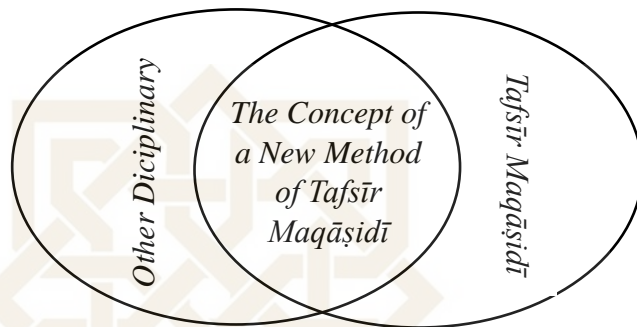 Other Diciplinary
The Concept of
a New Method
of Tafsīr
Maqāṣidī
Tafsīr Maqāṣidī